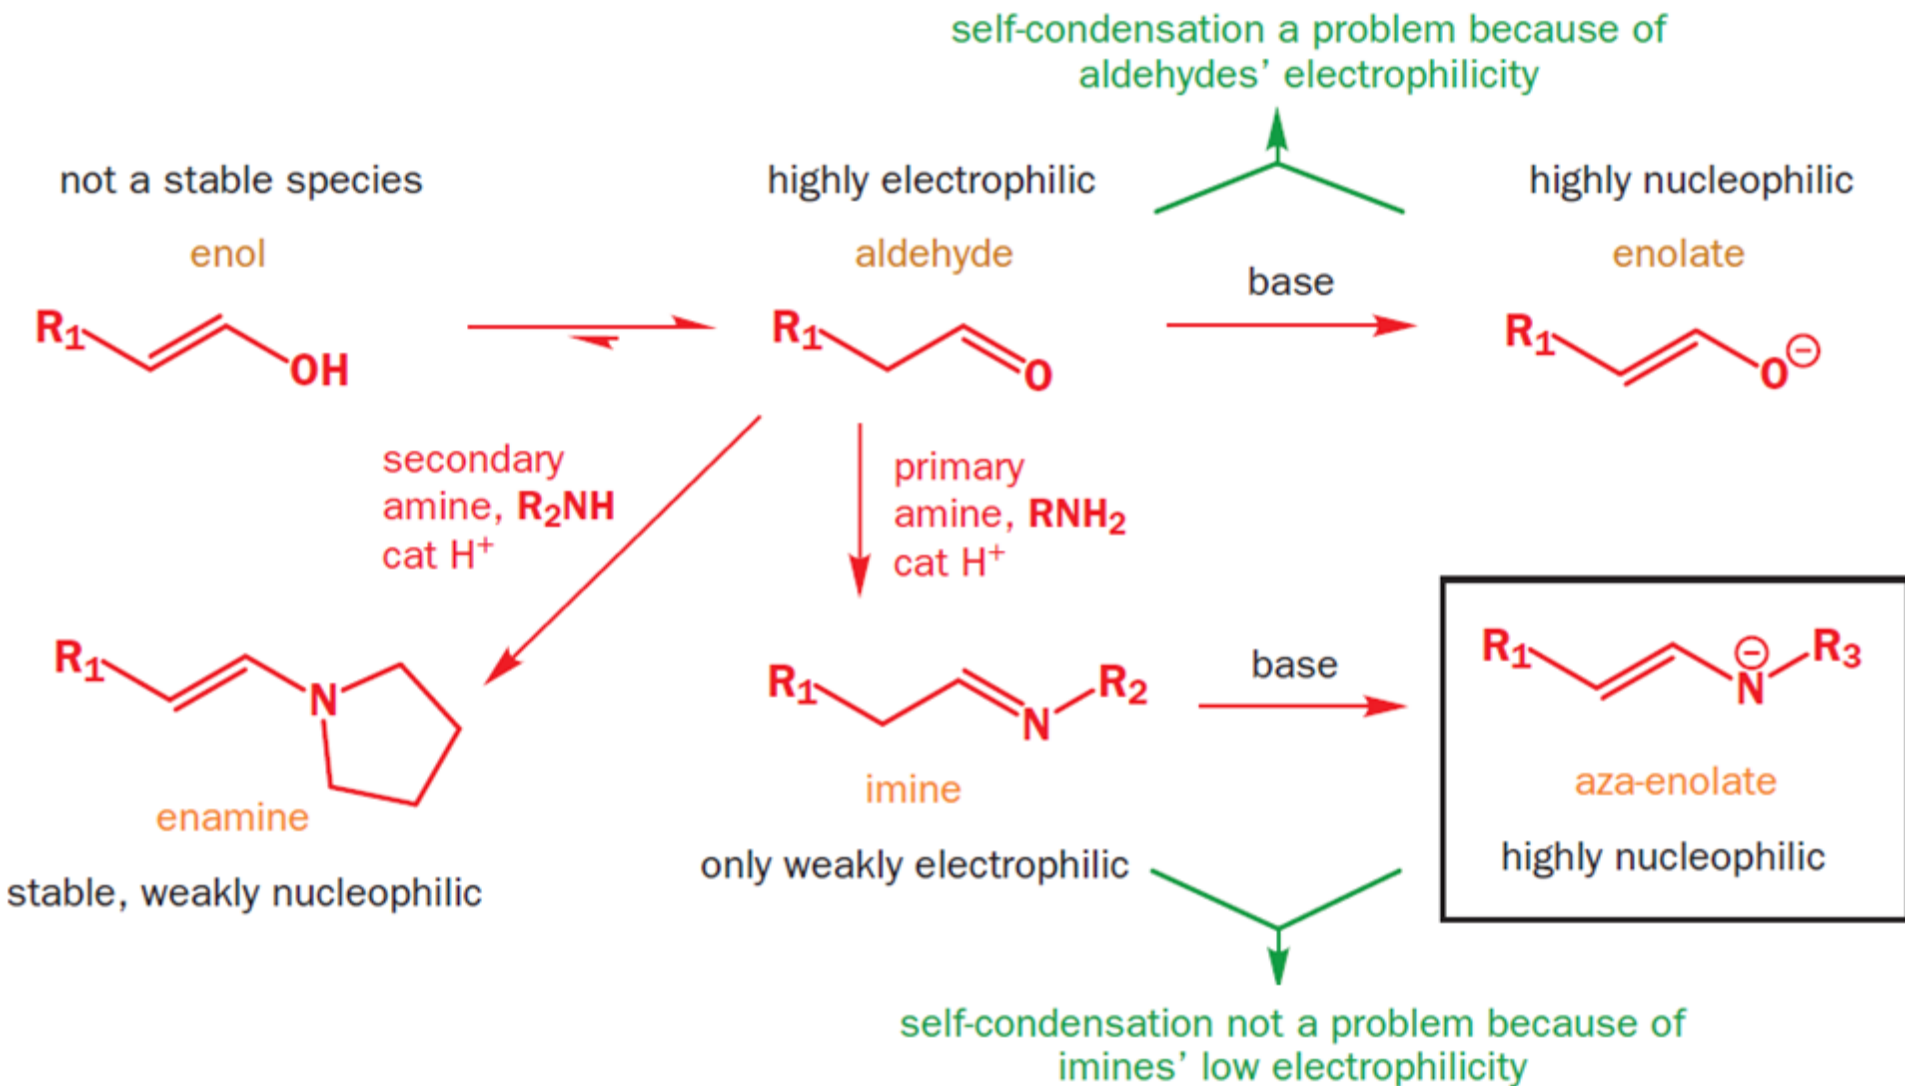 self-condensation a problem because of
aldehydes’ electrophilicity
not a stable species
highly electrophilic
highly nucleophilic
enol
aldehyde
enolate
base
R₁
OH
R₁
O
R₁
O⊖
secondary
amine, R₂NH
cat H⁺
primary
amine, RNH₂
cat H⁺
R₁
N
enamine
stable, weakly nucleophilic
R₁
N
R₂
imine
only weakly electrophilic
base
R₁
⊖
N
R₃
aza-enolate
highly nucleophilic
self-condensation not a problem because of
imines’ low electrophilicity